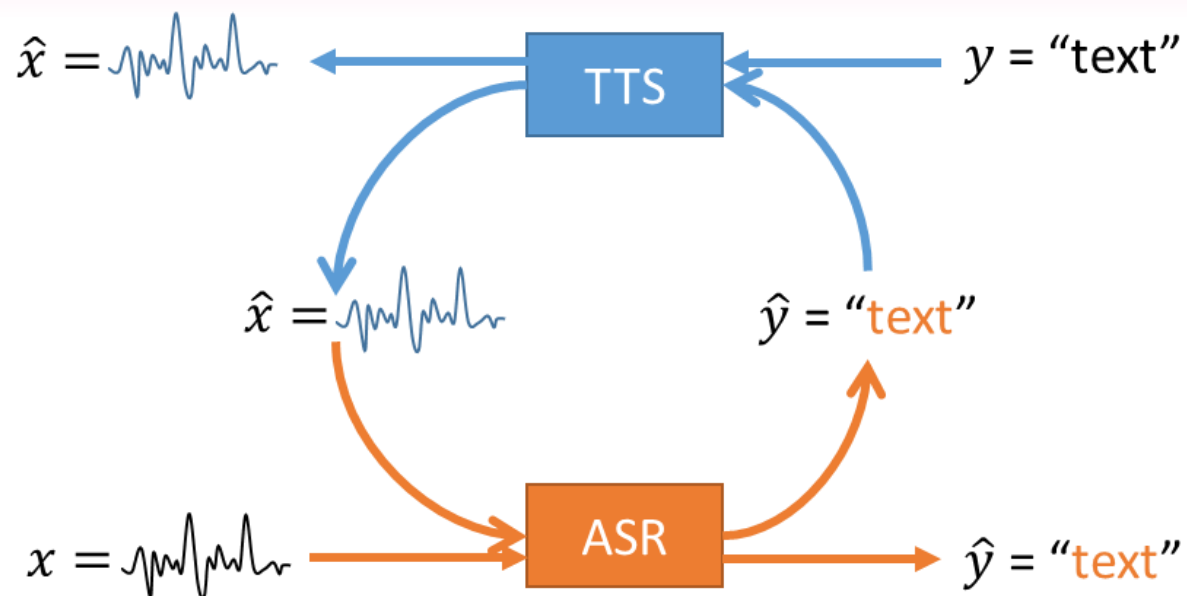 x̂ =
TTS
y = “text”
x̂ =
ŷ = “text”
x =
ASR
ŷ = “text”